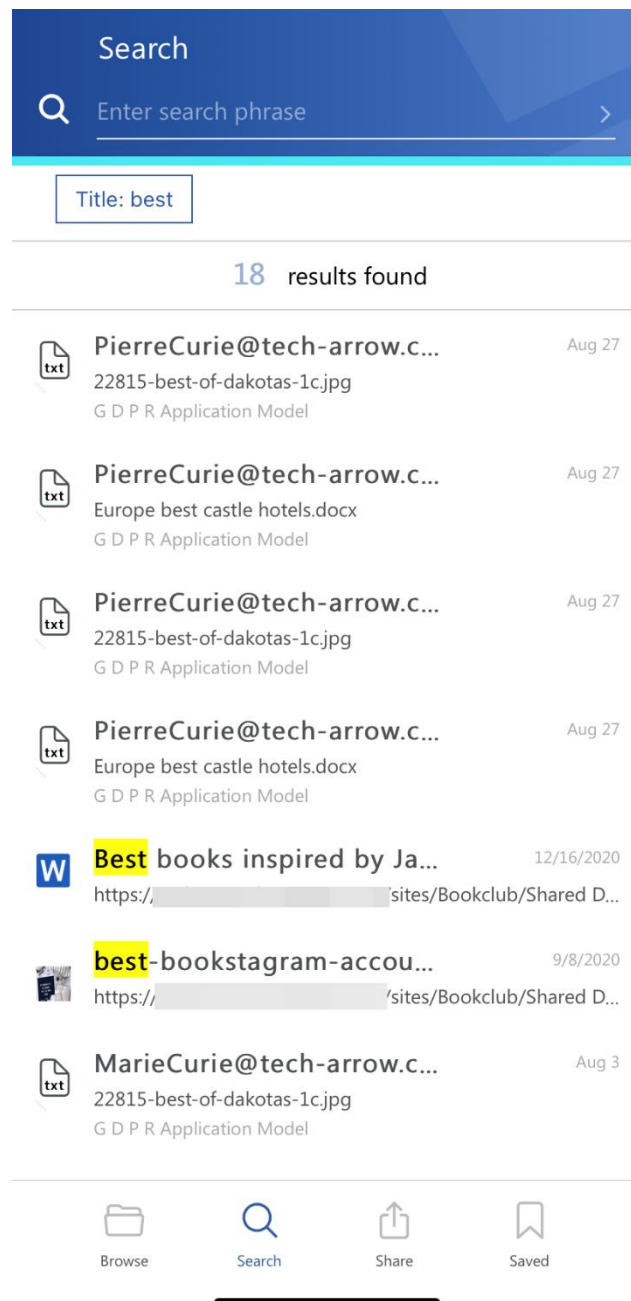 Search
Enter search phrase
Title: best
18 results found
PierreCurie@tech-arrow.c... Aug 27
txt
22815-best-of-dakotas-1c.jpg
G D P R Application Model
PierreCurie@tech-arrow.c... Aug 27
txt
Europe best castle hotels.docx
G D P R Application Model
PierreCurie@tech-arrow.c... Aug 27
txt
22815-best-of-dakotas-1c.jpg
G D P R Application Model
PierreCurie@tech-arrow.c... Aug 27
txt
Europe best castle hotels.docx
G D P R Application Model
W Best books inspired by Ja... 12/16/2020
https:/ /sites/Bookclub/Shared D...
best-bookstagram-accou... 9/8/2020
https:/ /sites/Bookclub/Shared D...
MarieCurie@tech-arrow.c... Aug 3
txt
22815-best-of-dakotas-1c.jpg
G D P R Application Model
Browse Search Share Saved